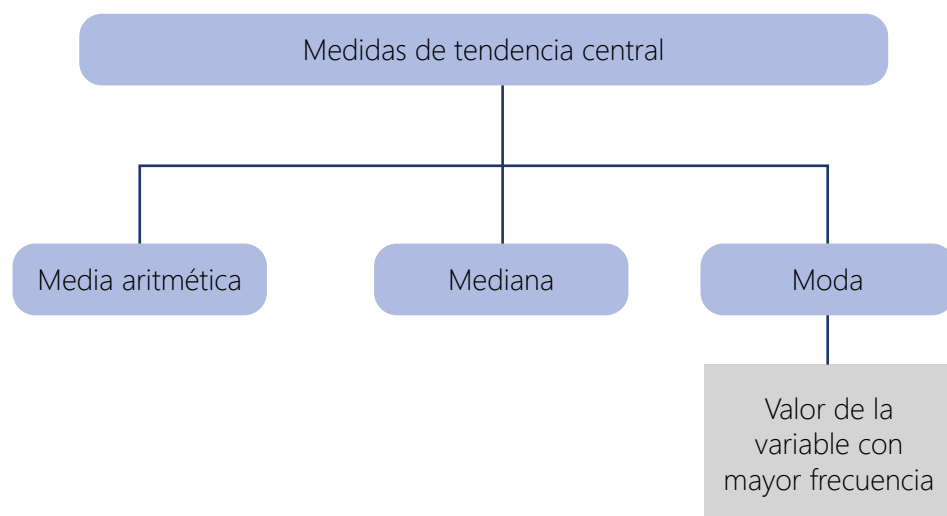 Medidas de tendencia central
Media aritmética
Mediana
Moda
Valor de la
variable con
mayor frecuencia